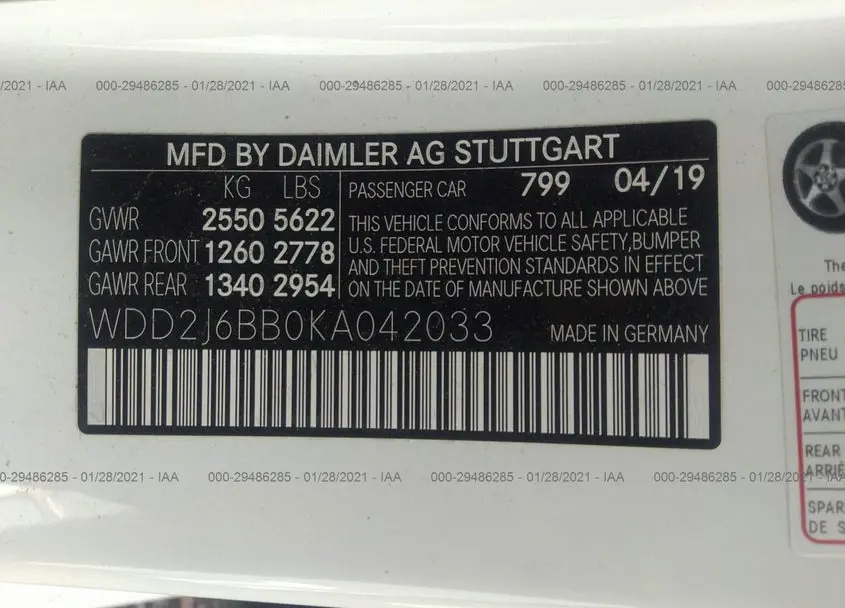 /2021 - IAA 000-29486285 - 01/28/2021 - IAA 000-29486285 - 01/28/2021 - IAA 000-29486285 - 01/28/2021 - IAA 000-29486285
MFD BY DAIMLER AG STUTTGART
KG LBS
GVWR 2550 5622
GAWR FRONT 1260 2778
GAWR REAR 1340 2954
PASSENGER CAR 799 04/19
THIS VEHICLE CONFORMS TO ALL APPLICABLE
U.S. FEDERAL MOTOR VEHICLE SAFETY,BUMPER
AND THEFT PREVENTION STANDARDS IN EFFECT
ON THE DATE OF MANUFACTURE SHOWN ABOVE
WDD2J6BB0KA042033 MADE IN GERMANY
The
Le poids
TIRE
PNEU
FRONT
AVANT
REAR
ARRIÈ
SPAR
DE S
0-29486285 - 01/28/2021 - IAA 000-29486285 - 01/28/2021 - IAA 000-29486285 - 01/28/2021 - IAA 000-29486285 - 01/28/2021 - IAA